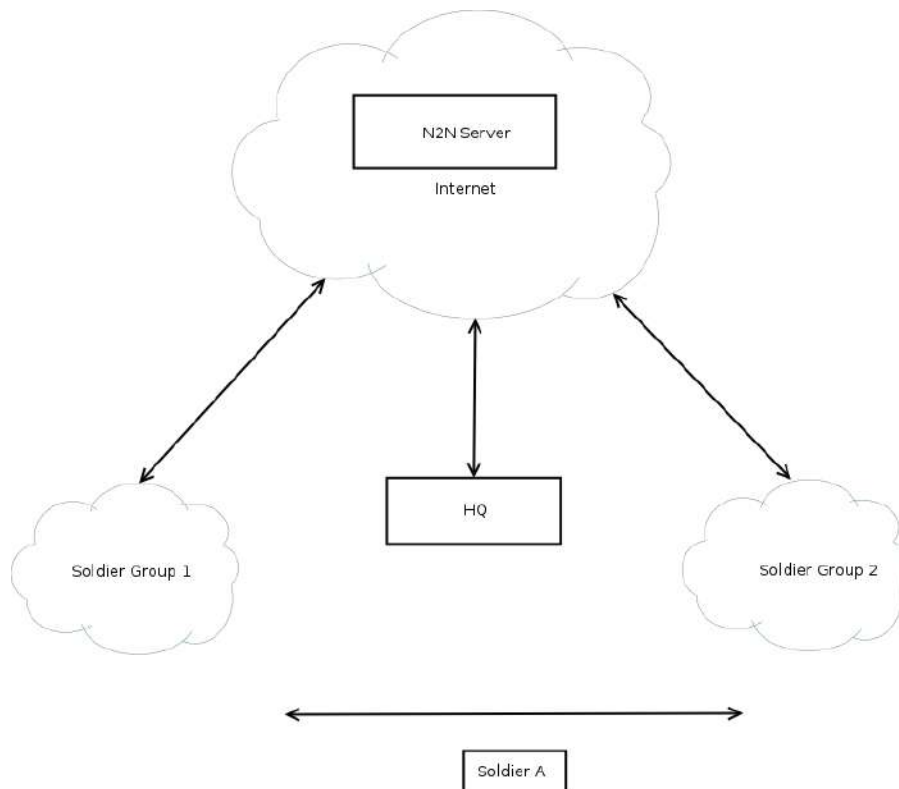 N2N Server
Internet
HQ
Soldier Group 1
Soldier Group 2
Soldier A